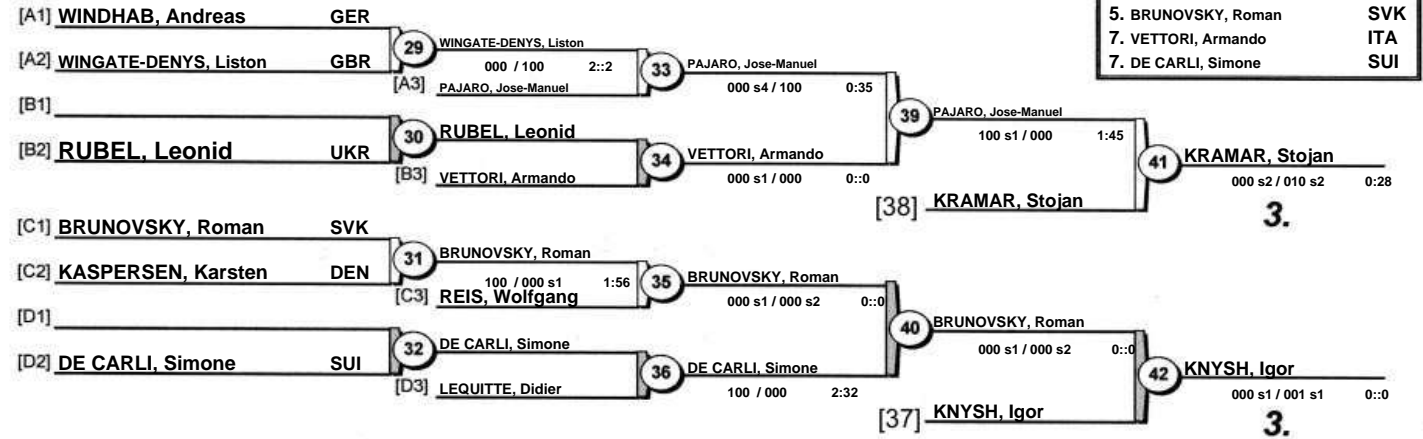 [A1] WINDHAB, Andreas GER
5. BRUNOVSKY, Roman SVK
29 WINGATE-DENYS, Liston
7. VETTORI, Armando ITA
[A2] WINGATE-DENYS, Liston GBR
000 / 100 2::2
33 PAJARO, Jose-Manuel
7. DE CARLI, Simone SUI
[A3] PAJARO, Jose-Manuel
000 s4 / 100 0:35
[B1]
39 PAJARO, Jose-Manuel
30 RUBEL, Leonid
100 s1 / 000 1:45
[B2] RUBEL, Leonid UKR
34 VETTORI, Armando
41 KRAMAR, Stojan
[B3] VETTORI, Armando
000 s1 / 000 0::0
000 s2 / 010 s2 0:28
[38] KRAMAR, Stojan
3.
[C1] BRUNOVSKY, Roman SVK
31 BRUNOVSKY, Roman
[C2] KASPERSEN, Karsten DEN
100 / 000 s1 1:56
35 BRUNOVSKY, Roman
[C3] REIS, Wolfgang
000 s1 / 000 s2 0::0
[D1]
40 BRUNOVSKY, Roman
32 DE CARLI, Simone
000 s1 / 000 s2 0::0
[D2] DE CARLI, Simone SUI
36 DE CARLI, Simone
42 KNYSH, Igor
[D3] LEQUITTE, Didier
100 / 000 2:32
000 s1 / 001 s1 0::0
[37] KNYSH, Igor
3.